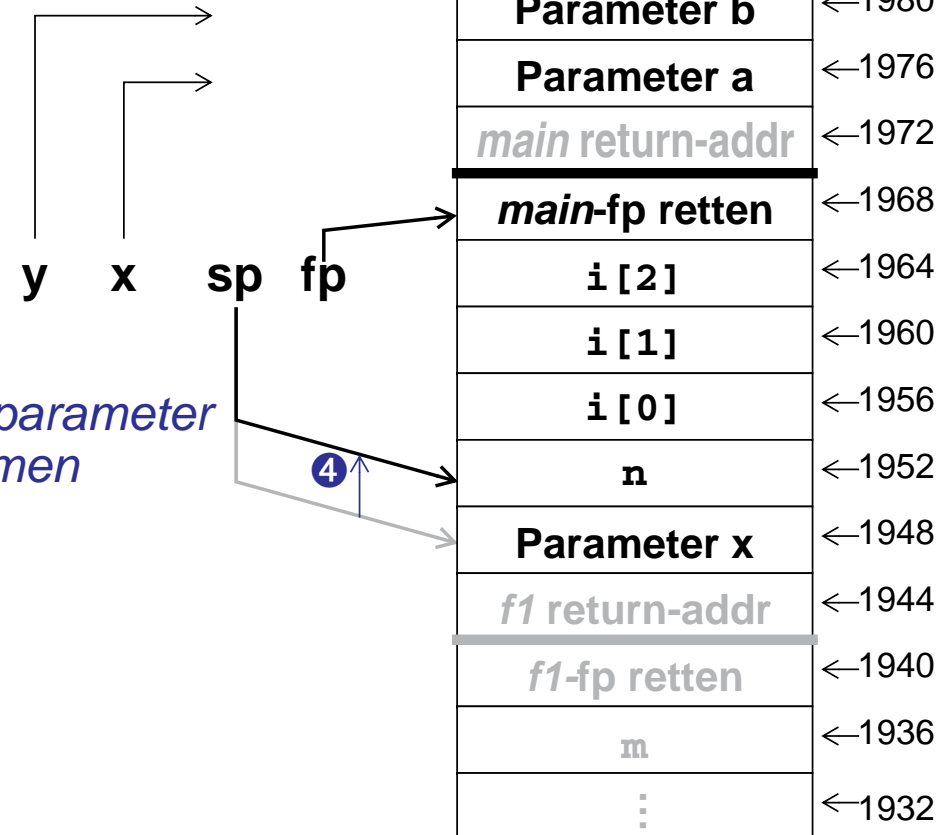 Parameter b
←1980
Parameter a
←1976
main return-addr
←1972
main-fp retten
←1968
y x sp fp
i[2]
←1964
i[1]
←1960
parameter
i[0]
←1956
men
4
n
←1952
Parameter x
←1948
f1 return-addr
←1944
f1-fp retten
←1940
m
←1936
⋮
←1932